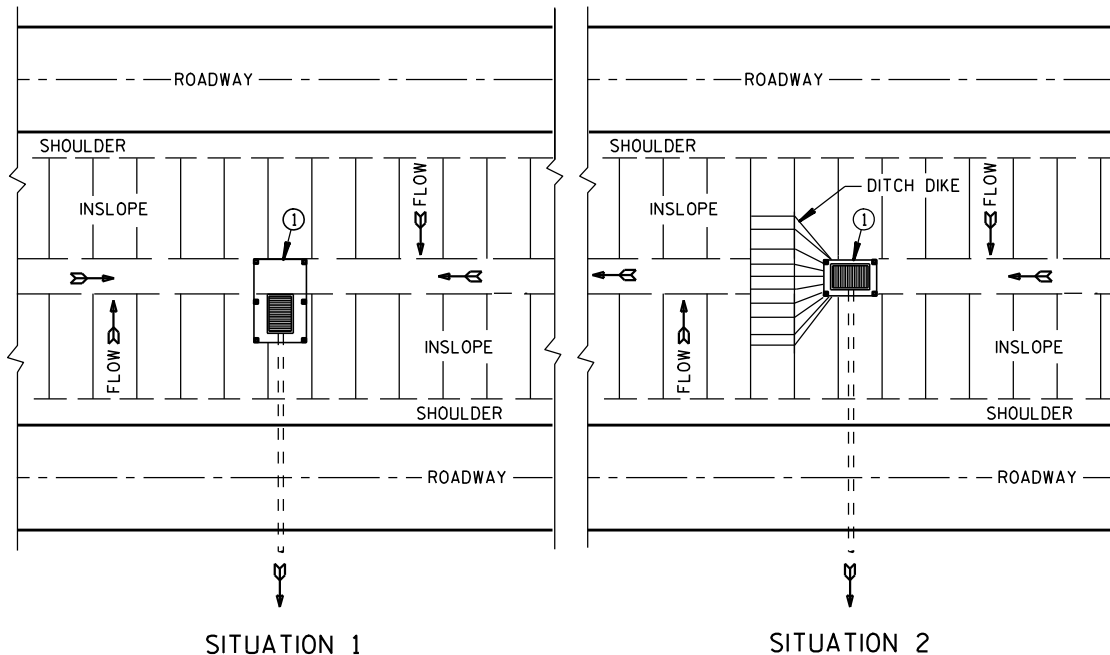 ROADWAY
SHOULDER
FLOW
INSLOPE
1
FLOW
INSLOPE
SHOULDER
ROADWAY
SITUATION 1
ROADWAY
SHOULDER
DITCH DIKE
FLOW
INSLOPE
1
FLOW
INSLOPE
SHOULDER
ROADWAY
SITUATION 2